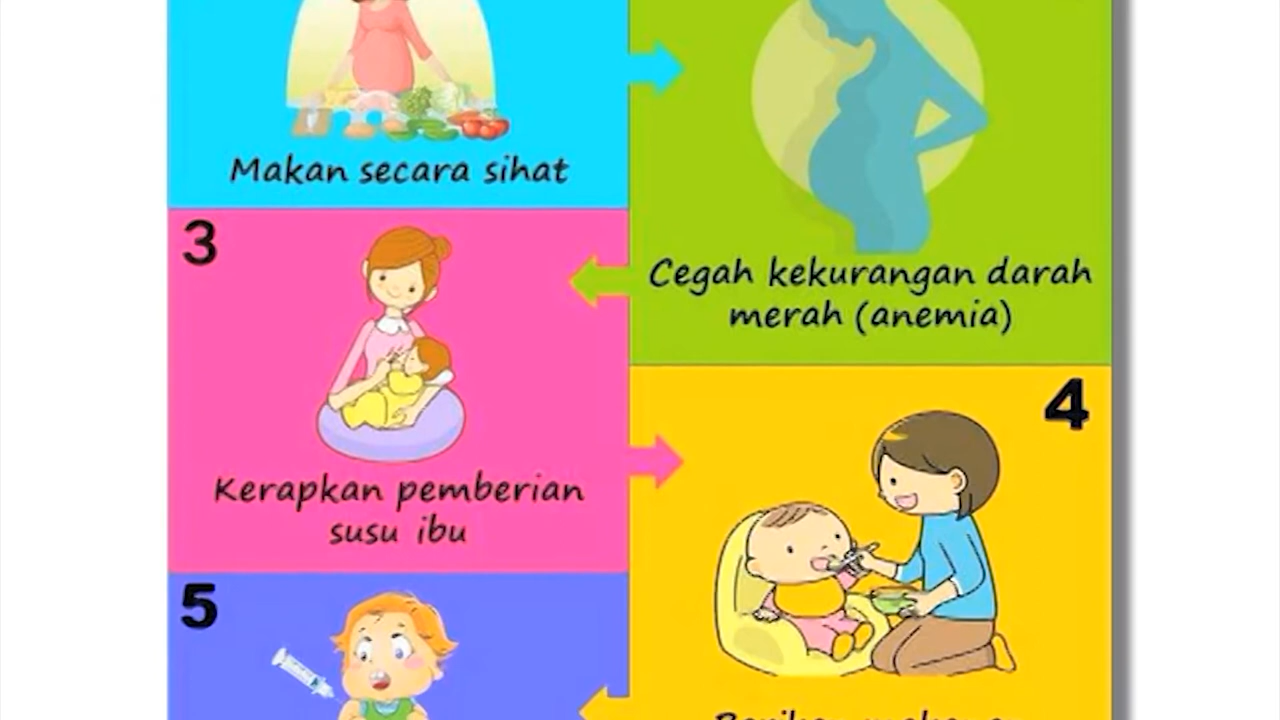 Makan secara sihat
Cegah kekurangan darah
merah (anemia)
3
Kerapkan pemberian
susu ibu
4
5